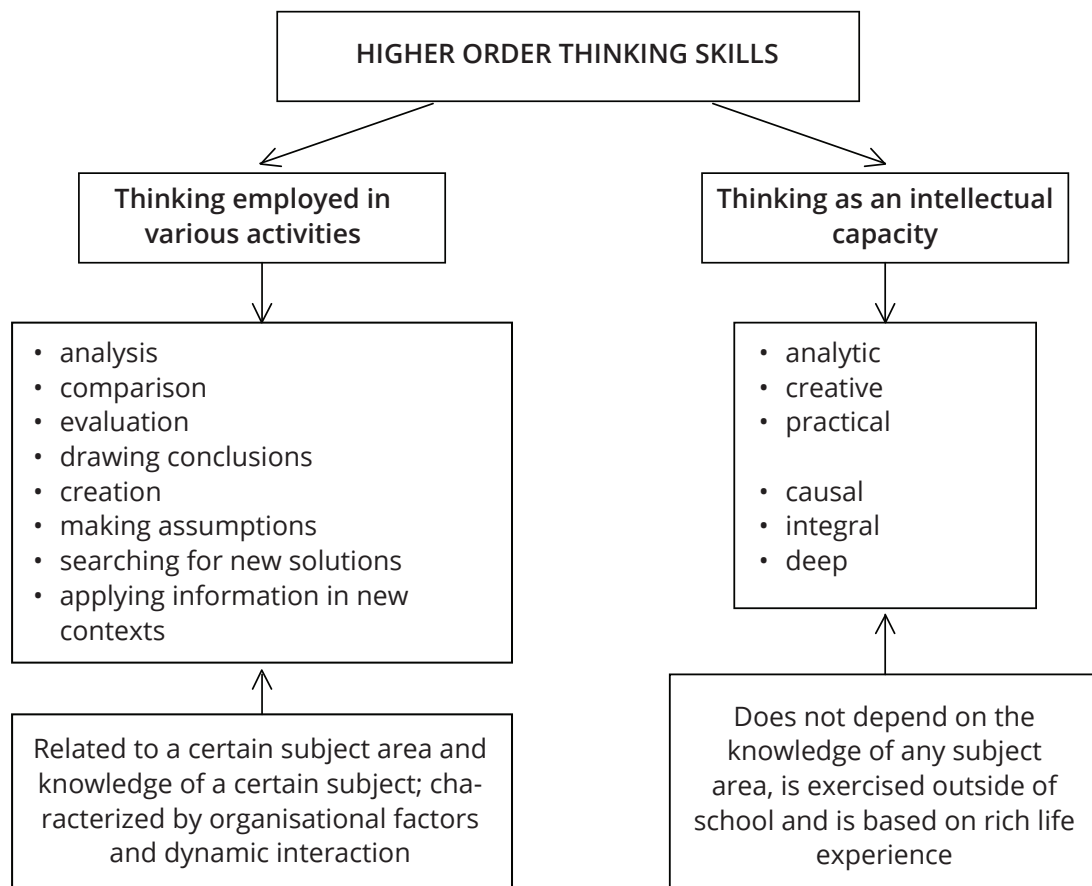 HIGHER ORDER THINKING SKILLS
Thinking employed in
various activities
• analysis
• comparison
• evaluation
• drawing conclusions
• creation
• making assumptions
• searching for new solutions
• applying information in new
contexts
Related to a certain subject area and
knowledge of a certain subject; cha-
racterized by organisational factors
and dynamic interaction
Thinking as an intellectual
capacity
• analytic
• creative
• practical
• causal
• integral
• deep
Does not depend on the
knowledge of any subject
area, is exercised outside of
school and is based on rich life
experience